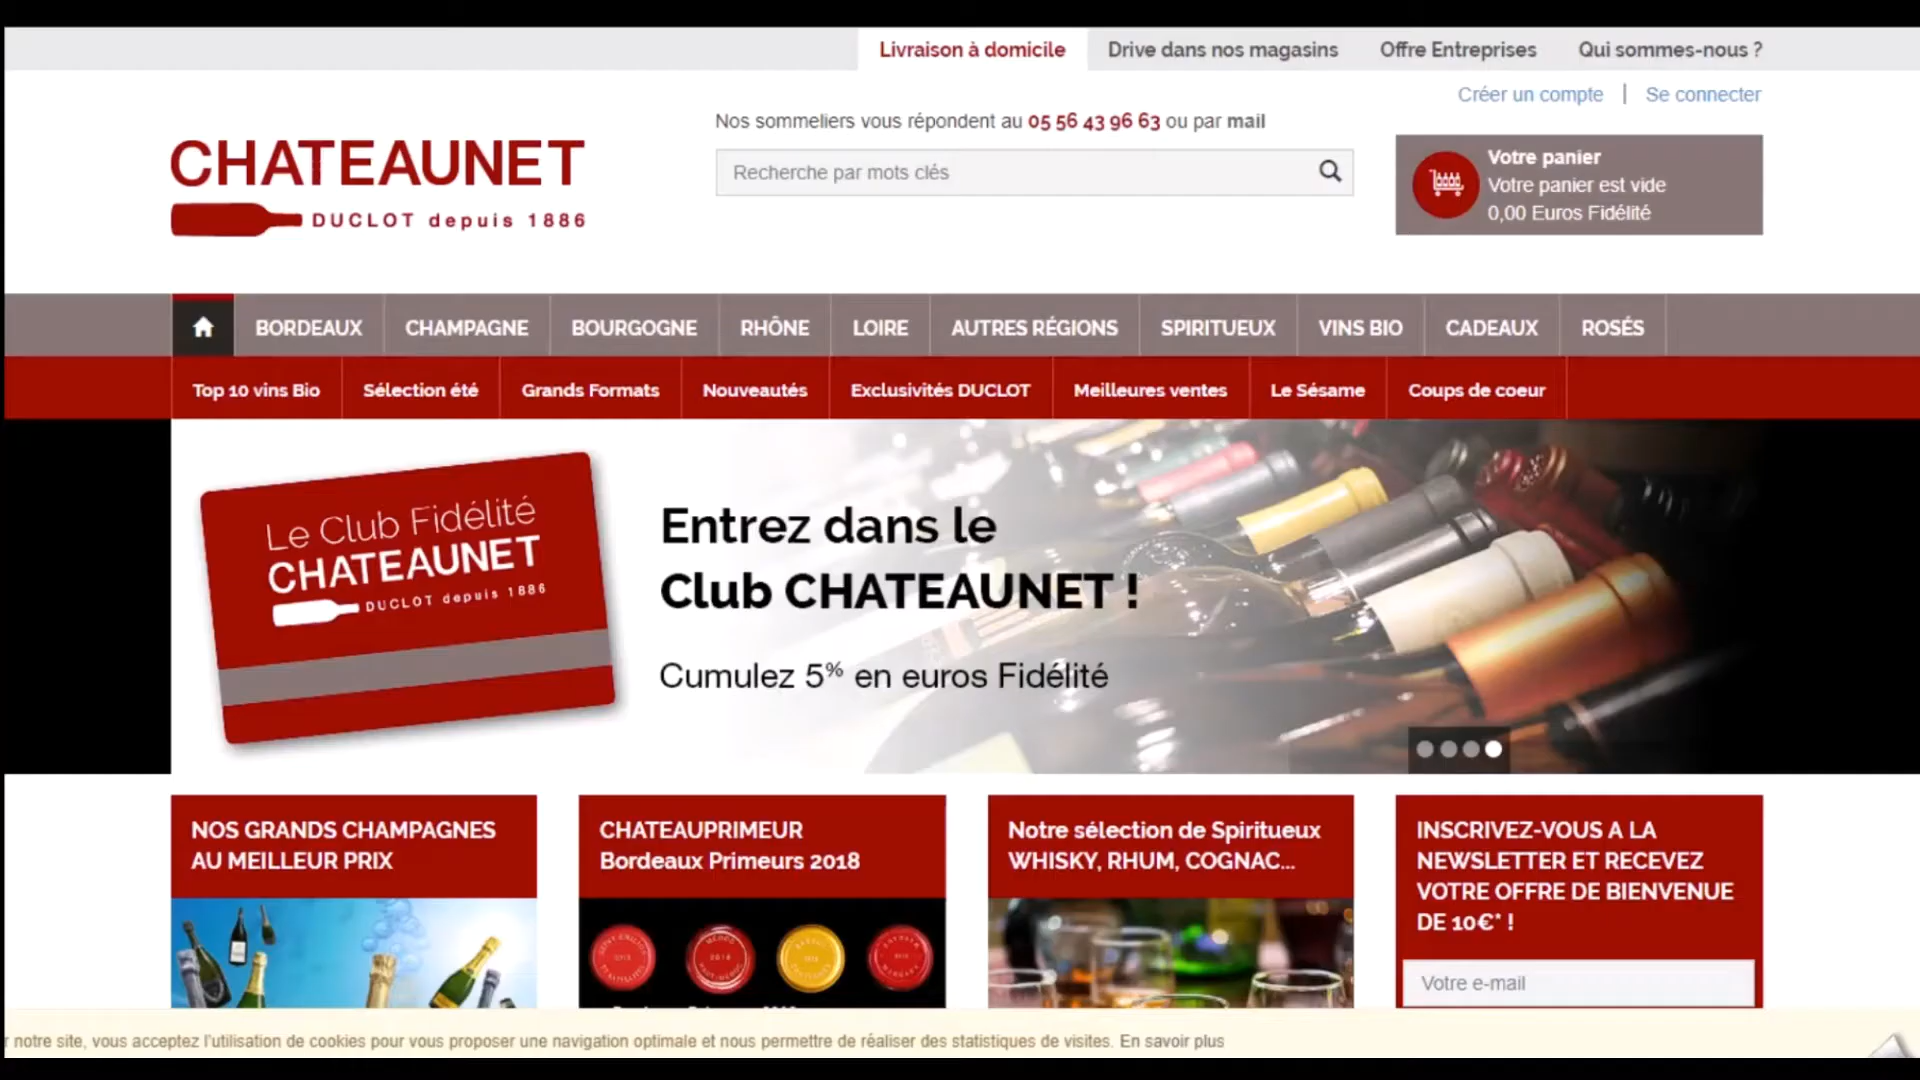 Livraison à domicile
Drive dans nos magasins
Offre Entreprises
Qui sommes-nous ?
Créer un compte | Se connecter
CHATEAUNET
DUCLOT depuis 1886
Nos sommeliers vous répondent au 05 56 43 96 63 ou par mail
Recherche par mots clés
Votre panier
Votre panier est vide
0,00 Euros Fidélité
BORDEAUX
CHAMPAGNE
BOURGOGNE
RHÔNE
LOIRE
AUTRES RÉGIONS
SPIRITUEUX
VINS BIO
CADEAUX
ROSÉS
Top 10 vins Bio
Sélection été
Grands Formats
Nouveautés
Exclusivités DUCLOT
Meilleures ventes
Le Sésame
Coups de coeur
Le Club Fidélité
CHATEAUNET
DUCLOT depuis 1886
Entrez dans le
Club CHATEAUNET !
Cumulez 5% en euros Fidélité
NOS GRANDS CHAMPAGNES
AU MEILLEUR PRIX
CHATEAUPRIMEUR
Bordeaux Primeurs 2018
Notre sélection de Spiritueux
WHISKY, RHUM, COGNAC...
INSCRIVEZ-VOUS A LA
NEWSLETTER ET RECEVEZ
VOTRE OFFRE DE BIENVENUE
DE 10€* !
Votre e-mail
notre site, vous acceptez l'utilisation de cookies pour vous proposer une navigation optimale et nous permettre de réaliser des statistiques de visites. En savoir plus